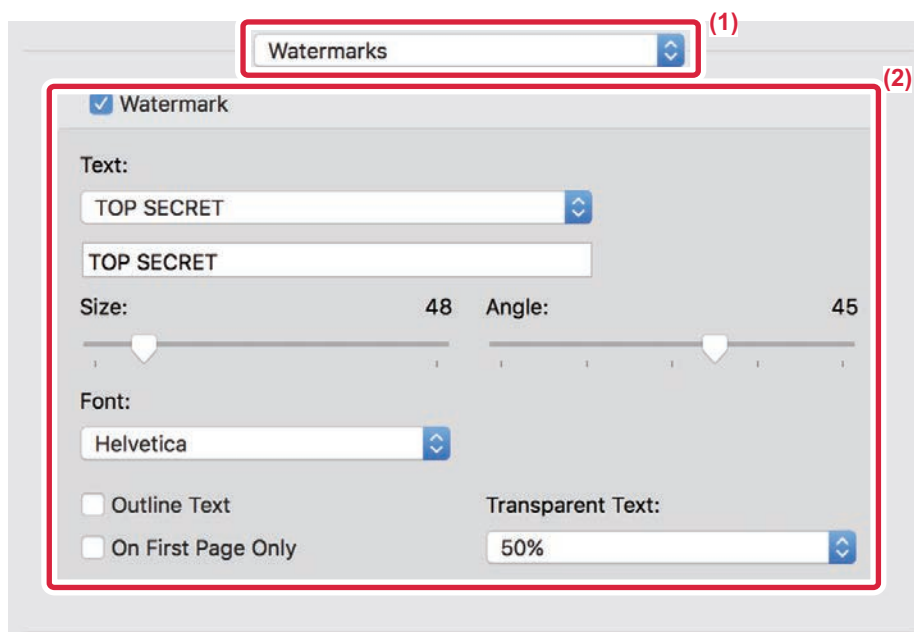 (1)
Watermarks
(2)
Watermark
Text:
TOP SECRET
TOP SECRET
Size: 48 Angle: 45
Font:
Helvetica
Outline Text Transparent Text:
On First Page Only 50%